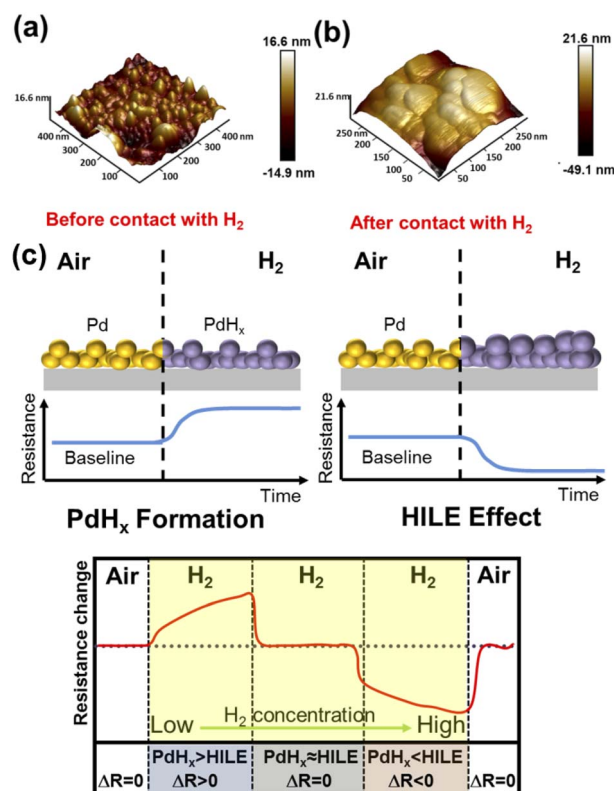 (a)
16.6 nm
16.6 nm
400
300
200
100
100
200
300
400 nm
-14.9 nm
(b)
21.6 nm
21.6 nm
250 nm
200
150
100
50
50
100
150
200
250 nm
-49.1 nm
Before contact with H₂
After contact with H₂
(c)
Air
H₂
Pd
PdHₓ
Resistance
Baseline
Time
PdHₓ Formation
Air
H₂
Pd
Resistance
Baseline
Time
HILE Effect
Resistance change
Air
H₂
H₂
H₂
Air
Low
H₂ concentration
High
ΔR=0
PdHₓ>HILE
ΔR>0
PdHₓ≈HILE
ΔR=0
PdHₓ<HILE
ΔR<0
ΔR=0